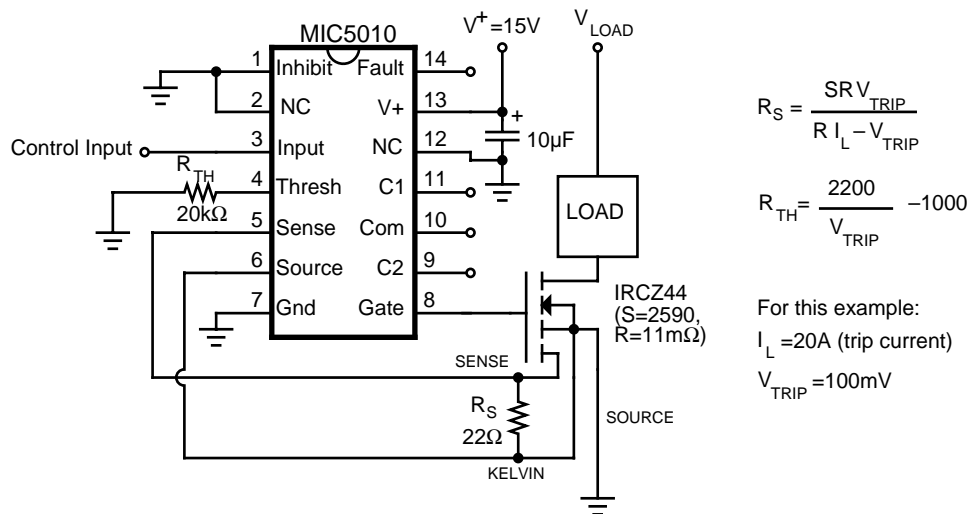 MIC5010
V+=15V
VLOAD
1 Inhibit Fault 14
2 NC V+ 13
+
10µF
3 Input NC 12
Control Input
RTH
20kΩ
4 Thresh C1 11
5 Sense Com 10
6 Source C2 9
7 Gnd Gate 8
LOAD
IRCZ44
(S=2590,
R=11mΩ)
SENSE
RS
22Ω
SOURCE
KELVIN
RS = SR VTRIP / R IL – VTRIP
RTH = 2200 / VTRIP –1000
For this example:
IL =20A (trip current)
VTRIP =100mV